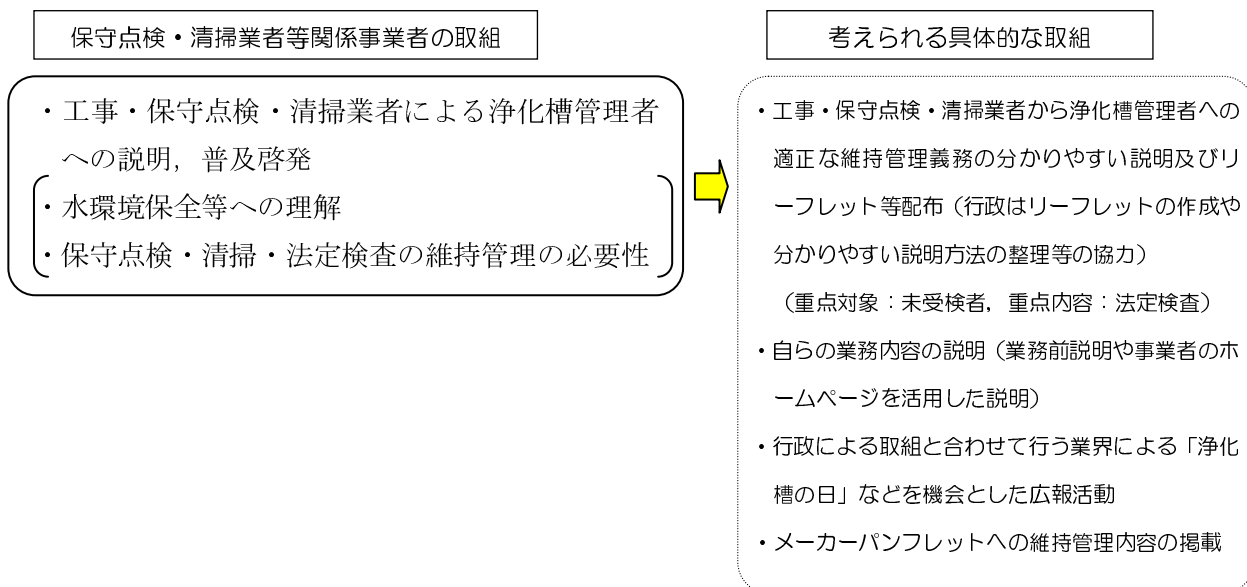 保守点検・清掃業者等関係事業者の取組
・工事・保守点検・清掃業者による浄化槽管理者
への説明，普及啓発
・水環境保全等への理解
・保守点検・清掃・法定検査の維持管理の必要性
考えられる具体的な取組
・工事・保守点検・清掃業者から浄化槽管理者への
適正な維持管理義務の分かりやすい説明及びリ
ーフレット等配布（行政はリーフレットの作成や
分かりやすい説明方法の整理等の協力）
（重点対象：未受検者，重点内容：法定検査）
・自らの業務内容の説明（業務前説明や事業者のホ
ームページを活用した説明）
・行政による取組と合わせて行う業界による「浄化
槽の日」などを機会とした広報活動
・メーカーパンフレットへの維持管理内容の掲載